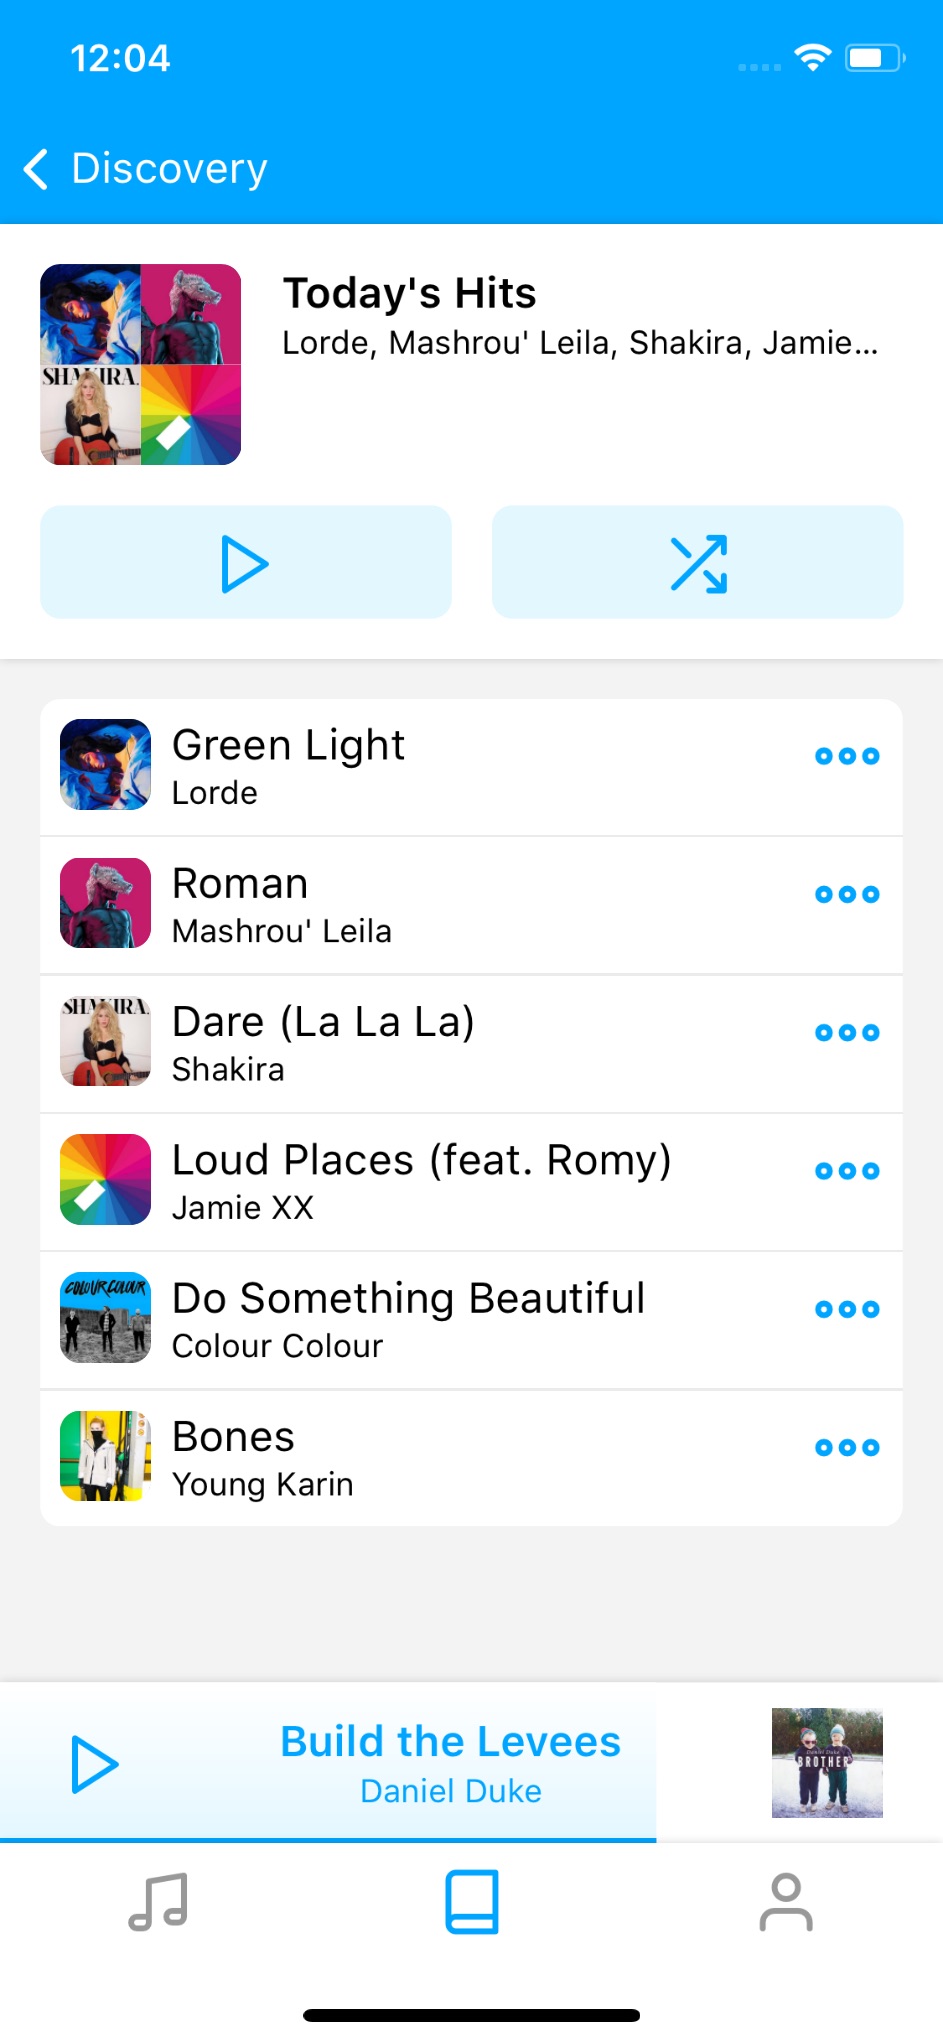 12:04
Discovery
Today's Hits
Lorde, Mashrou' Leila, Shakira, Jamie...
SHAKIRA.
Green Light
Lorde
Roman
Mashrou' Leila
SHAKIRA.
Dare (La La La)
Shakira
Loud Places (feat. Romy)
Jamie XX
COLOUR COLOUR
Do Something Beautiful
Colour Colour
Bones
Young Karin
Build the Levees
Daniel Duke
Daniel Duke
BROTHER